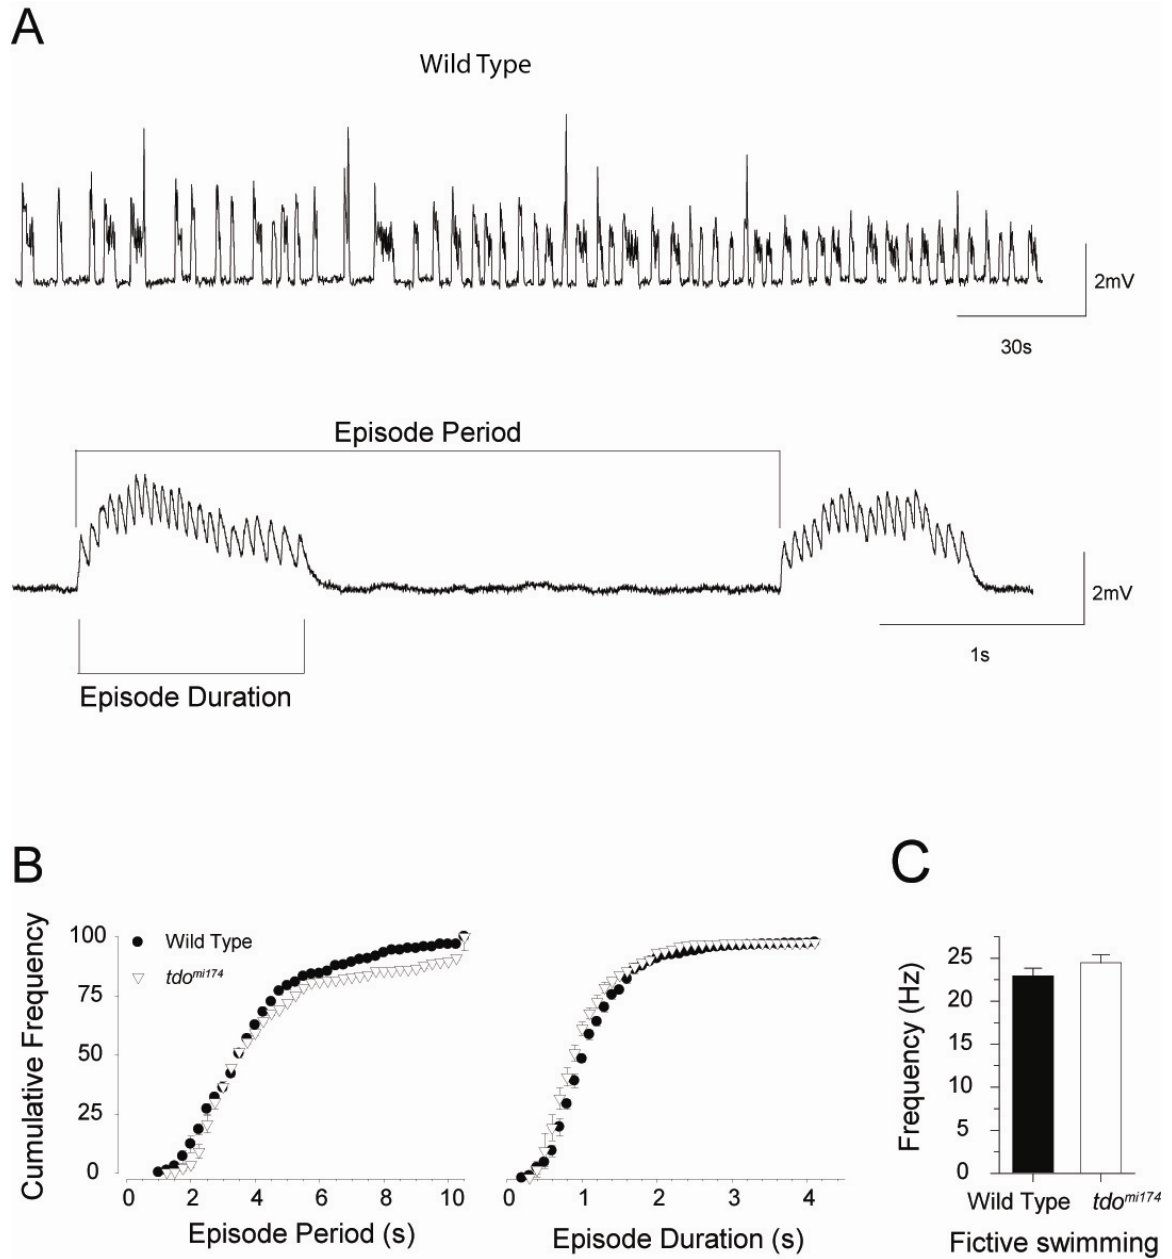 A
Wild Type
2mV
30s
Episode Period
2mV
1s
Episode Duration
B
C
Cumulative Frequency
100
75
50
25
0
Wild Type
tdo^mi174
0 2 4 6 8 10
Episode Period (s)
0 1 2 3 4
Episode Duration (s)
Frequency (Hz)
25
20
15
10
5
0
Wild Type tdo^mi174
Fictive swimming